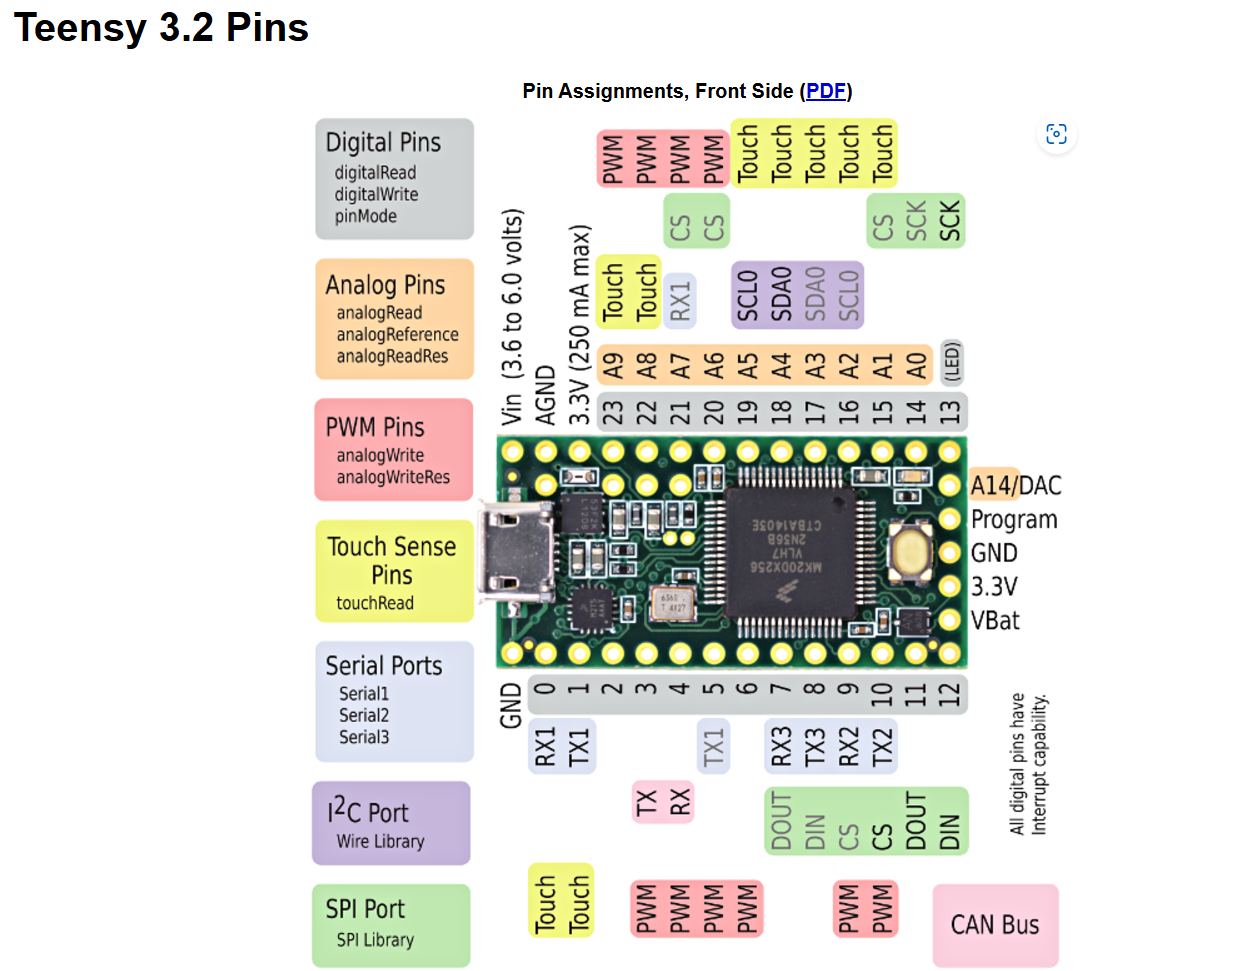 Teensy 3.2 Pins
Pin Assignments, Front Side (PDF)
Digital Pins
digitalRead
digitalWrite
pinMode
Analog Pins
analogRead
analogReference
analogReadRes
PWM Pins
analogWrite
analogWriteRes
Touch Sense
Pins
touchRead
Serial Ports
Serial1
Serial2
Serial3
I2C Port
Wire Library
SPI Port
SPI Library
PWM PWM PWM PWM Touch Touch Touch Touch Touch
CS CS CS SCK SCK
Touch Touch RX1 SCL0 SDA0 SDA0 SCL0
Vin (3.6 to 6.0 volts)
AGND
3.3V (250 mA max)
A9 A8 A7 A6 A5 A4 A3 A2 A1 A0 (LED)
23 22 21 20 19 18 17 16 15 14 13
A14/DAC
Program
GND
3.3V
VBat
MK20DX256
VLH7
2N56B
CTBA1405E
GND 0 1 2 3 4 5 6 7 8 9 10 11 12
RX1 TX1 TX1 RX3 TX3 RX2 TX2
TX RX DOUT DIN CS CS DOUT DIN
Touch Touch PWM PWM PWM PWM PWM PWM
All digital pins have
Interrupt capability.
CAN Bus